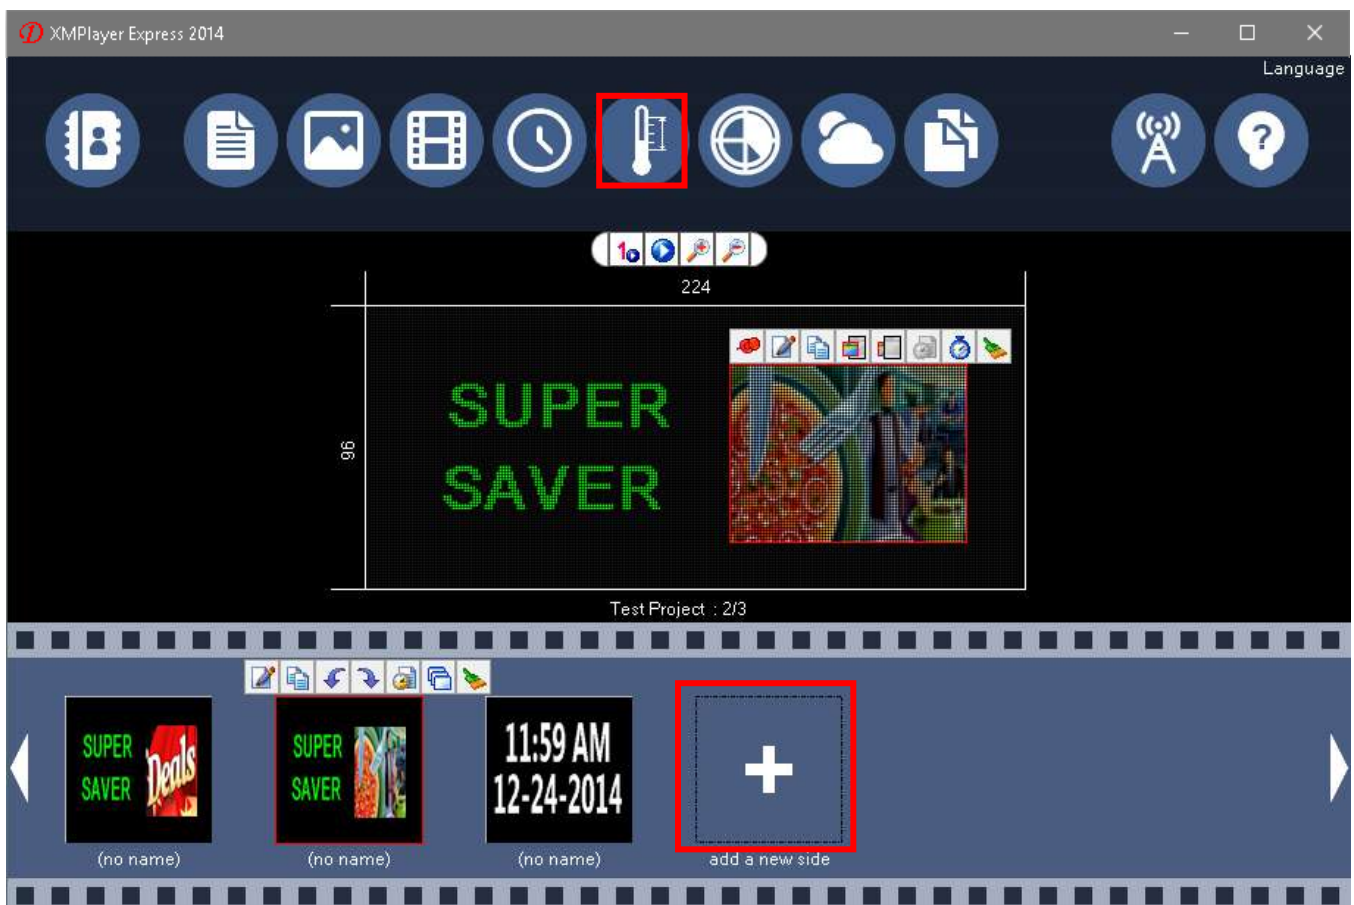 XMPlayer Express 2014
Language
224
96
SUPER
SAVER
Test Project : 2/3
SUPER
SAVER
Deals
(no name)
SUPER
SAVER
(no name)
11:59 AM
12-24-2014
(no name)
add a new side